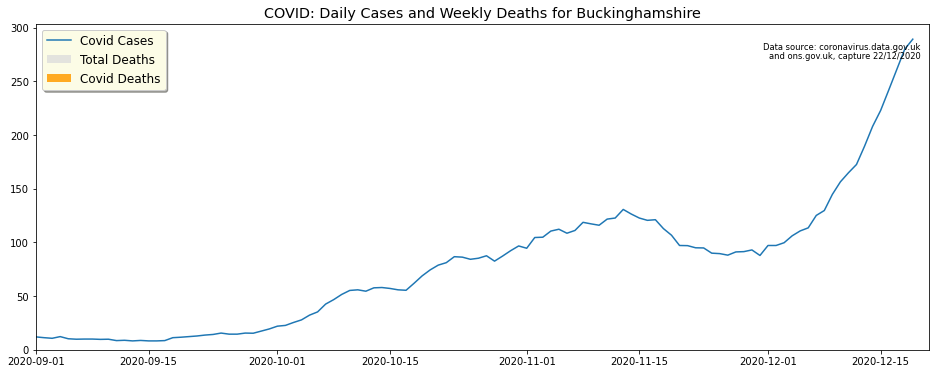 COVID: Daily Cases and Weekly Deaths for Buckinghamshire
300
250
200
150
100
50
0
Covid Cases
Total Deaths
Covid Deaths
Data source: coronavirus.data.gov.uk
and ons.gov.uk, capture 22/12/2020
2020-09-01
2020-09-15
2020-10-01
2020-10-15
2020-11-01
2020-11-15
2020-12-01
2020-12-15